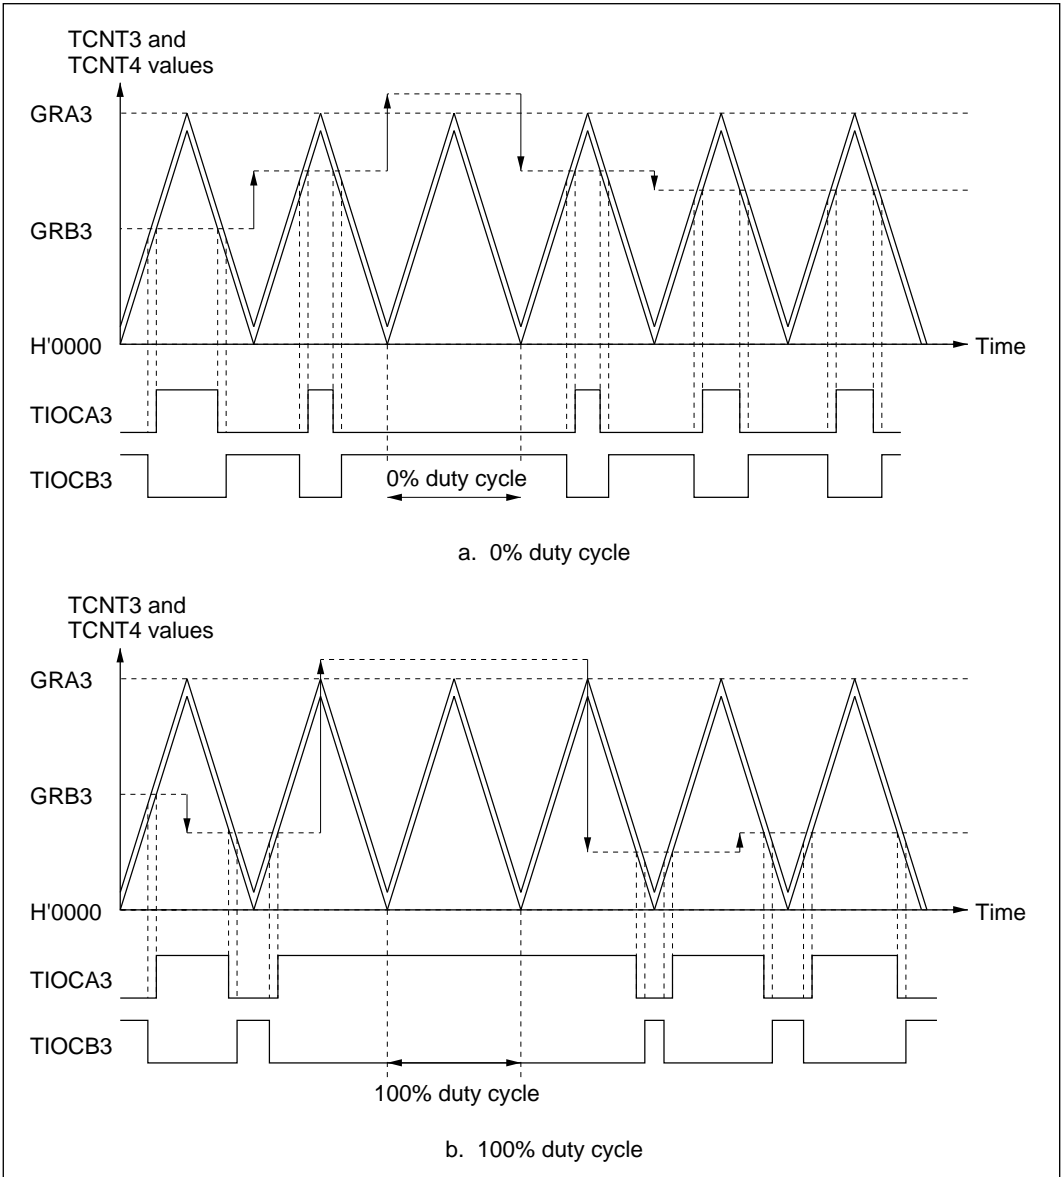 TCNT3 and
TCNT4 values
GRA3
GRB3
H'0000
Time
TIOCA3
TIOCB3
0% duty cycle
a. 0% duty cycle
TCNT3 and
TCNT4 values
GRA3
GRB3
H'0000
Time
TIOCA3
TIOCB3
100% duty cycle
b. 100% duty cycle